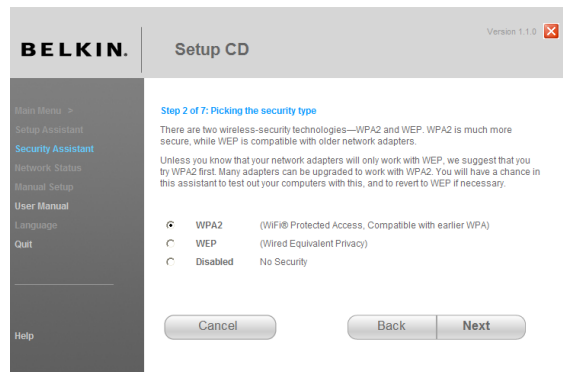 Version 1.1.0
BELKIN.
Setup CD
Main Menu >
Setup Assistant
Security Assistant
Network Status
Manual Setup
User Manual
Language
Quit
Help
Step 2 of 7: Picking the security type
There are two wireless-security technologies—WPA2 and WEP. WPA2 is much more
secure, while WEP is compatible with older network adapters.
Unless you know that your network adapters will only work with WEP, we suggest that you
try WPA2 first. Many adapters can be upgraded to work with WPA2. You will have a chance in
this assistant to test out your computers with this, and to revert to WEP if necessary.
WPA2 (WiFi® Protected Access, Compatible with earlier WPA)
WEP (Wired Equivalent Privacy)
Disabled No Security
Cancel
Back
Next